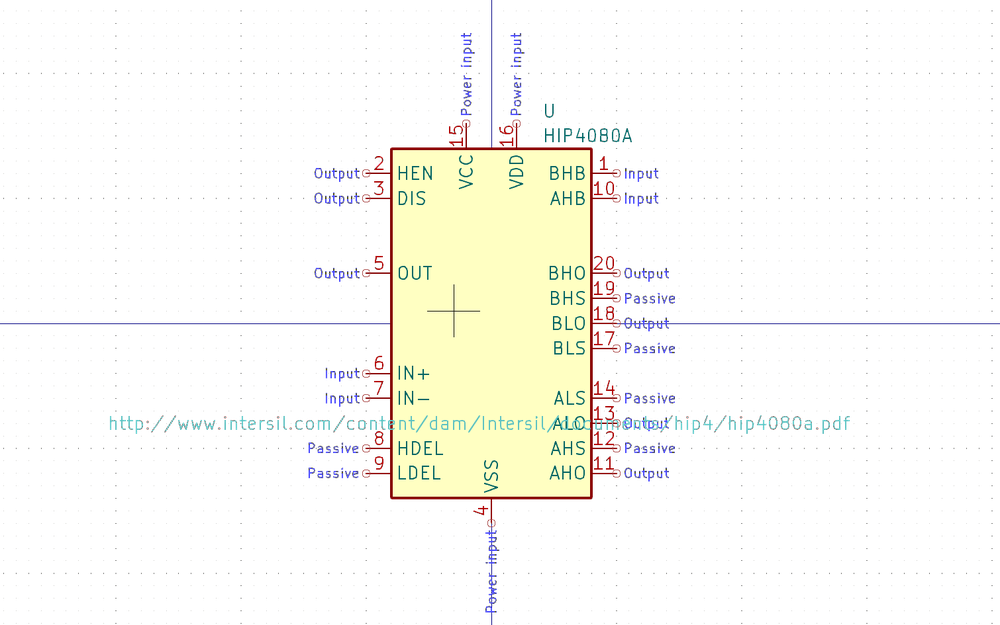 Power input
Power input
U
HIP4080A
15
16
VCC
VDD
Output 2 HEN
BHB 1 Input
Output 3 DIS
AHB 10 Input
Output 5 OUT
BHO 20 Output
BHS 19 Passive
BLO 18 Output
BLS 17 Passive
Input 6 IN+
Input 7 IN-
ALS 14 Passive
ALO 13 Output
http://www.intersil.com/content/dam/Intersil/documents/hip4/hip4080a.pdf
Passive 8 HDEL
AHS 12 Passive
Passive 9 LDEL
AHO 11 Output
VSS
4
Power input